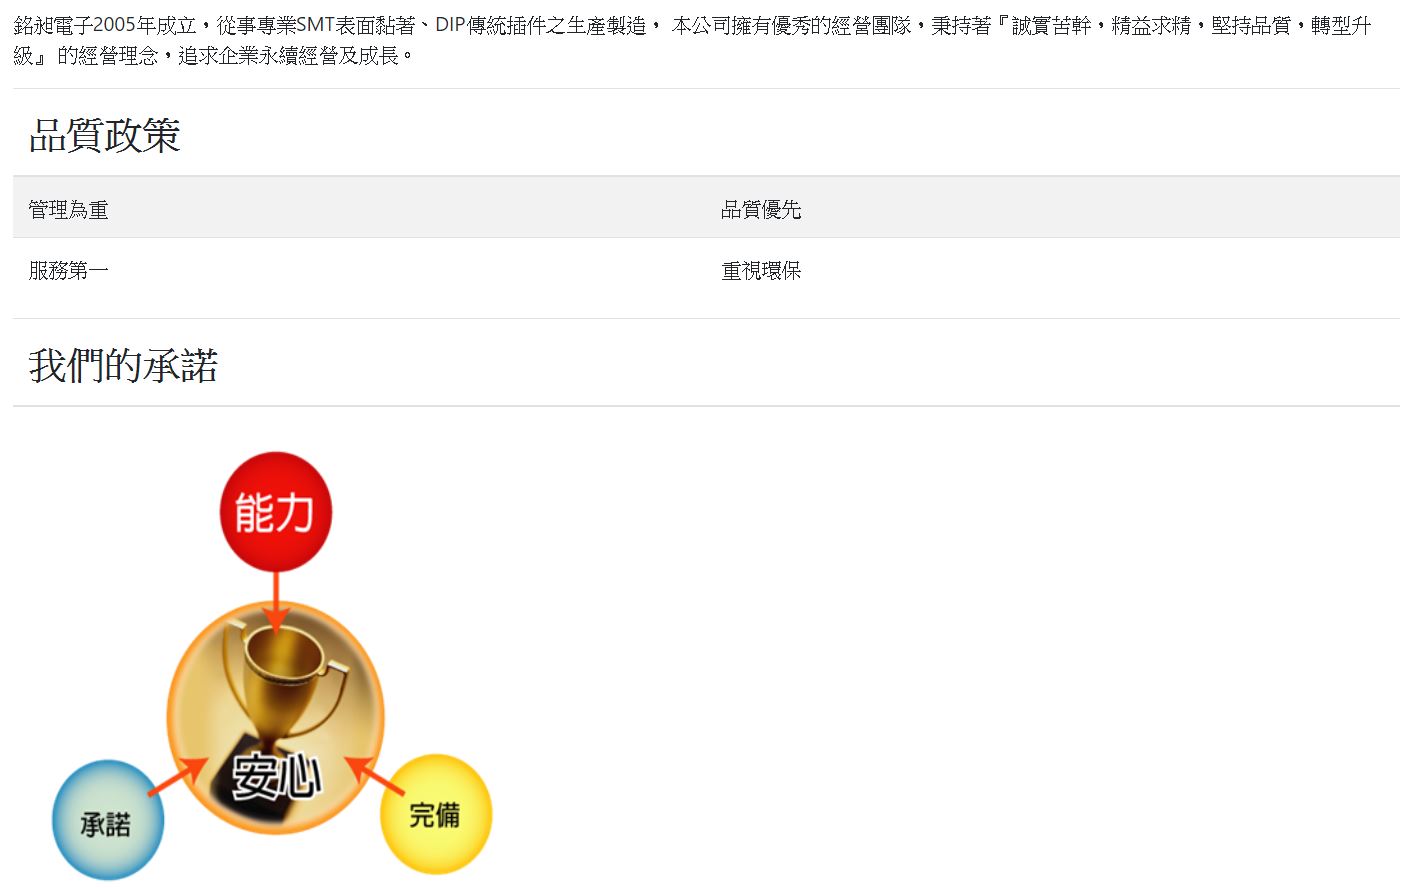 銘昶電子2005年成立，從事專業SMT表面黏著、DIP傳統插件之生產製造， 本公司擁有優秀的經營團隊，秉持著『誠實苦幹，精益求精，堅持品質，轉型升
級』 的經營理念，追求企業永續經營及成長。
品質政策
管理為重 品質優先
服務第一 重視環保
我們的承諾
能力
安心
承諾
完備